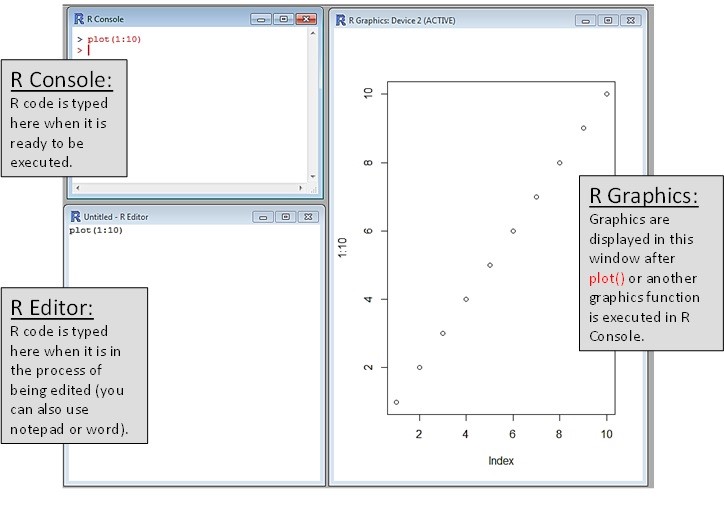 R Console
> plot(1:10)
>
R Console:
R code is typed
here when it is
ready to be
executed.
Untitled - R Editor
plot(1:10)
R Editor:
R code is typed
here when it is in
the process of
being edited (you
can also use
notepad or word).
R Graphics: Device 2 (ACTIVE)
10
8
6
4
2
1:10
2 4 6 8 10
Index
R Graphics:
Graphics are
displayed in this
window after
plot() or another
graphics function
is executed in R
Console.